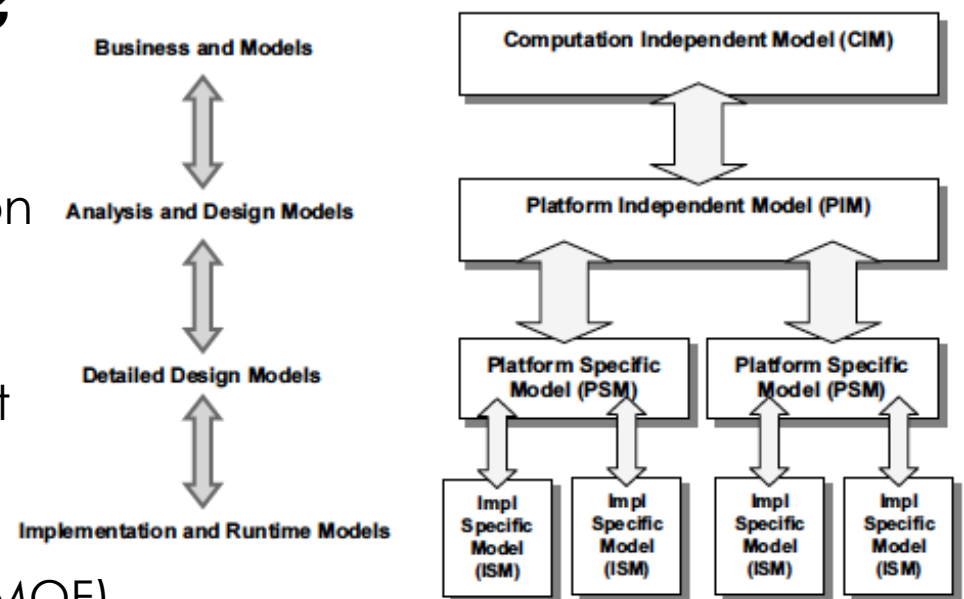 Business and Models
Computation Independent Model (CIM)
on
Analysis and Design Models
Platform Independent Model (PIM)
Detailed Design Models
Platform Specific
Model (PSM)
Platform Specific
Model (PSM)
t
Implementation and Runtime Models
Impl
Specific
Model
(ISM)
Impl
Specific
Model
(ISM)
Impl
Specific
Model
(ISM)
Impl
Specific
Model
(ISM)
MOF)